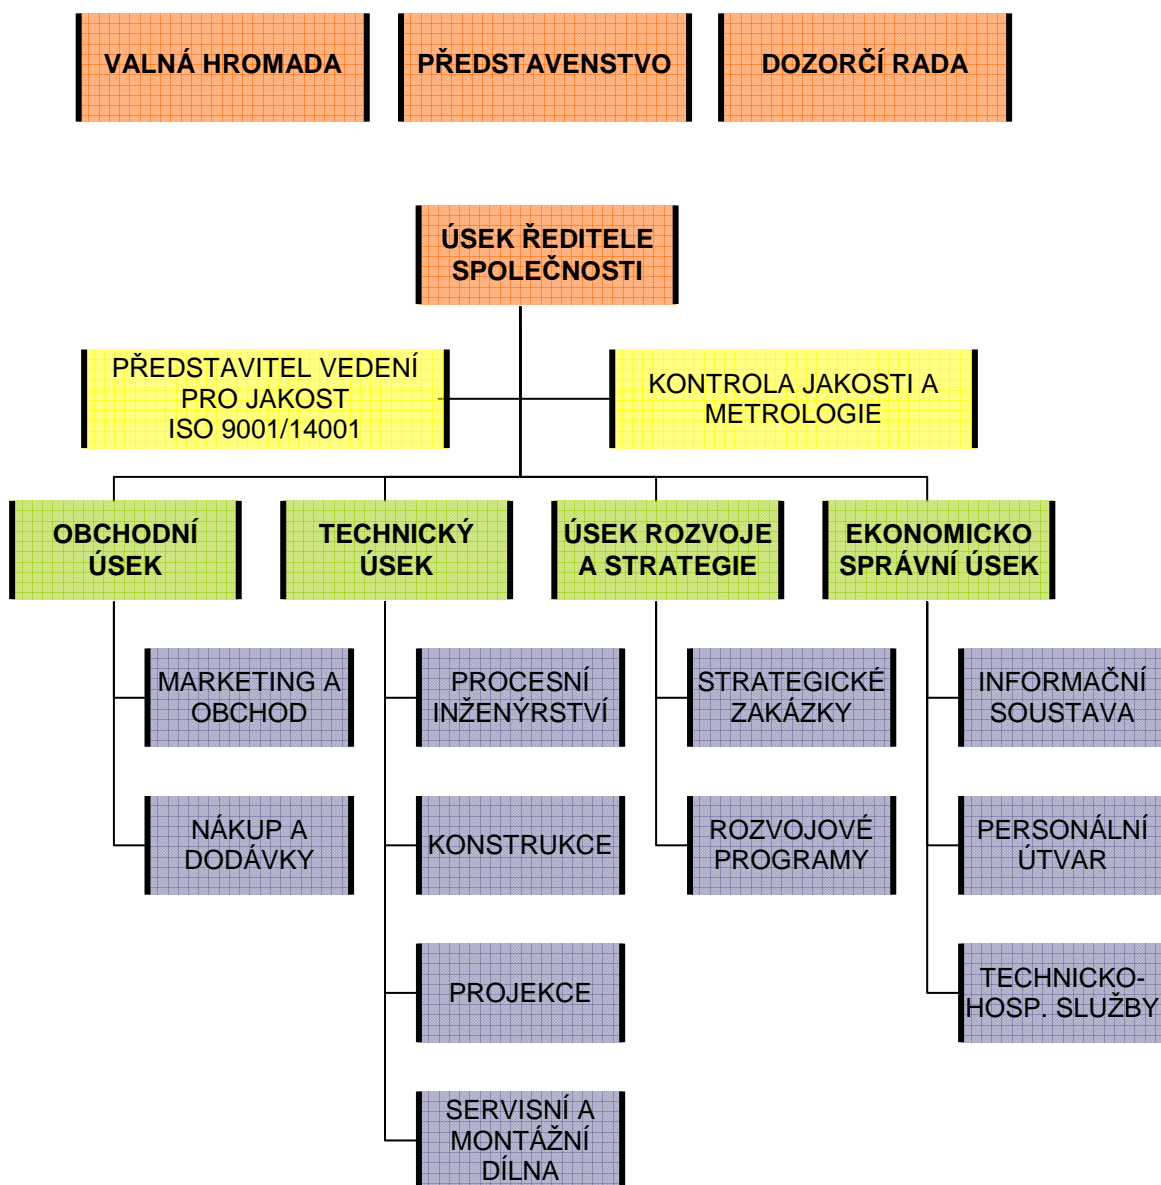 VALNÁ HROMADA
PŘEDSTAVENSTVO
DOZORČÍ RADA
ÚSEK ŘEDITELE
SPOLEČNOSTI
PŘEDSTAVITEL VEDENÍ
PRO JAKOST
ISO 9001/14001
KONTROLA JAKOSTI A
METROLOGIE
OBCHODNÍ
ÚSEK
TECHNICKÝ
ÚSEK
ÚSEK ROZVOJE
A STRATEGIE
EKONOMICKO
SPRÁVNÍ ÚSEK
MARKETING A
OBCHOD
PROCESNÍ
INŽENÝRSTVÍ
STRATEGICKÉ
ZAKÁZKY
INFORMAČNÍ
SOUSTAVA
NÁKUP A
DODÁVKY
KONSTRUKCE
ROZVOJOVÉ
PROGRAMY
PERSONÁLNÍ
ÚTVAR
PROJEKCE
TECHNICKO-
HOSP. SLUŽBY
SERVISNÍ A
MONTÁŽNÍ
DÍLNA